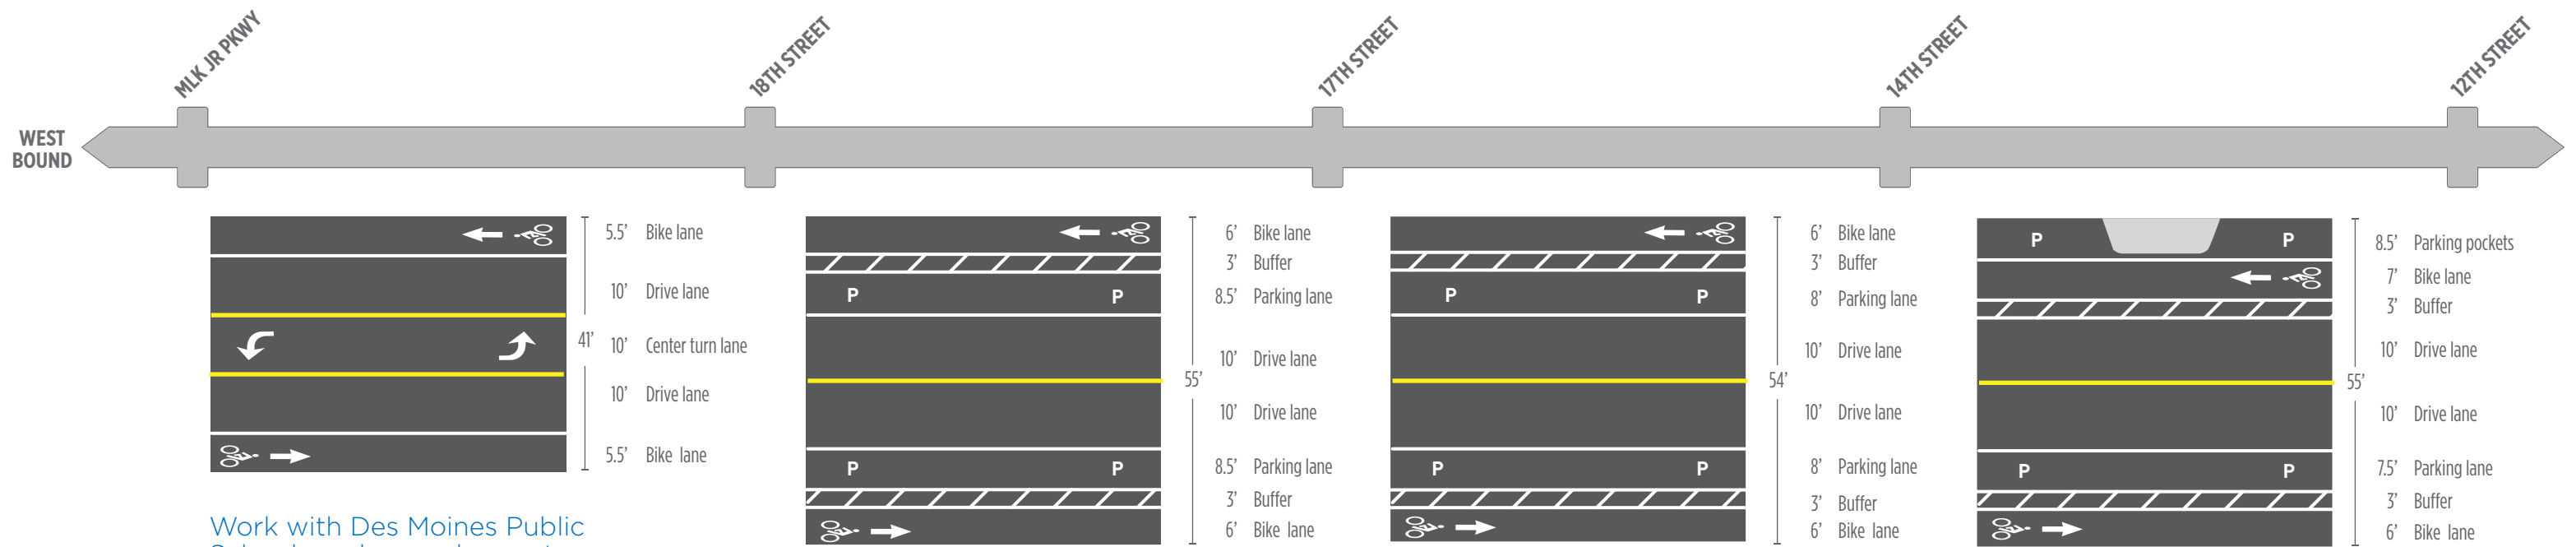 MLK JR PKWY
18TH STREET
17TH STREET
14TH STREET
12TH STREET
WEST
BOUND
5.5' Bike lane
10' Drive lane
41'
10' Center turn lane
10' Drive lane
5.5' Bike lane
6' Bike lane
3' Buffer
P P
8.5' Parking lane
10' Drive lane
55'
10' Drive lane
P P
8.5' Parking lane
3' Buffer
6' Bike lane
6' Bike lane
3' Buffer
P P
8' Parking lane
10' Drive lane
54'
10' Drive lane
P P
8' Parking lane
3' Buffer
6' Bike lane
P P
8.5' Parking pockets
7' Bike lane
3' Buffer
10' Drive lane
55'
10' Drive lane
P P
7.5' Parking lane
3' Buffer
6' Bike lane
Work with Des Moines Public